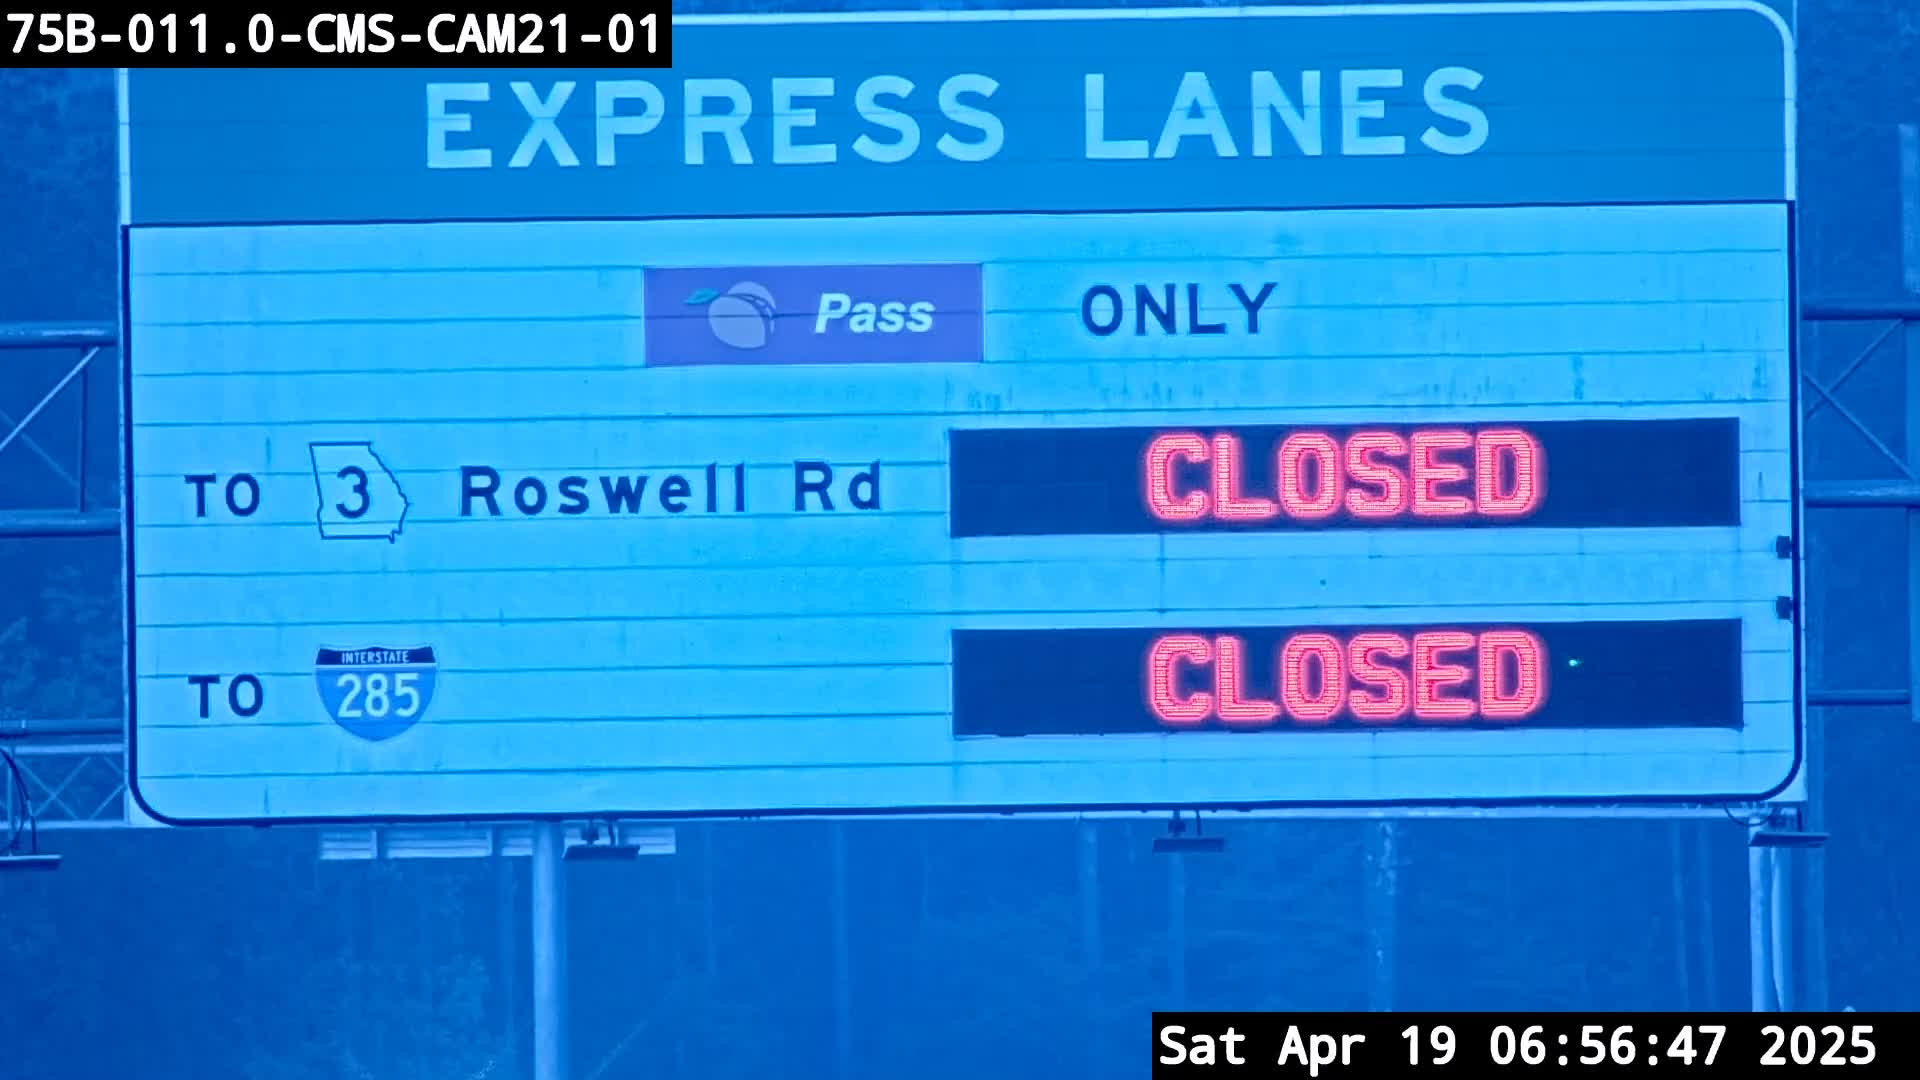 75B-011.0-CMS-CAM21-01
EXPRESS LANES
Pass ONLY
TO 3 Roswell Rd CLOSED
TO INTERSTATE 285 CLOSED
Sat Apr 19 06:56:47 2025